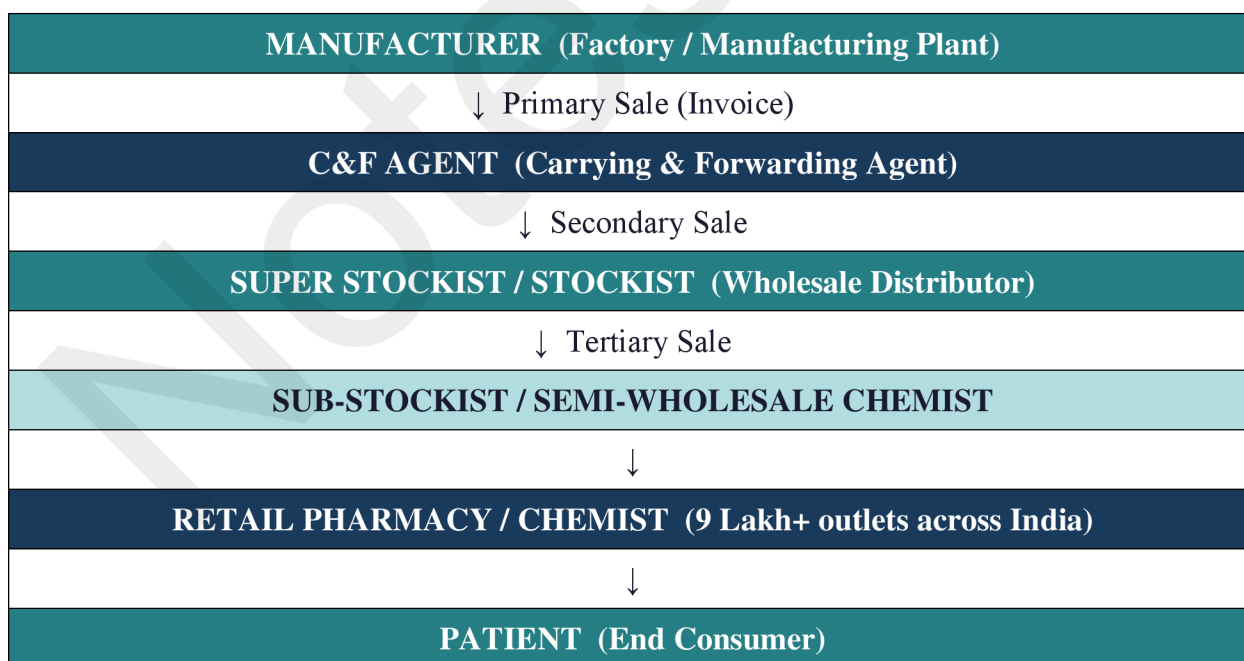 MANUFACTURER (Factory / Manufacturing Plant)
↓ Primary Sale (Invoice)
C&F AGENT (Carrying & Forwarding Agent)
↓ Secondary Sale
SUPER STOCKIST / STOCKIST (Wholesale Distributor)
↓ Tertiary Sale
SUB-STOCKIST / SEMI-WHOLESALE CHEMIST
↓
RETAIL PHARMACY / CHEMIST (9 Lakh+ outlets across India)
↓
PATIENT (End Consumer)